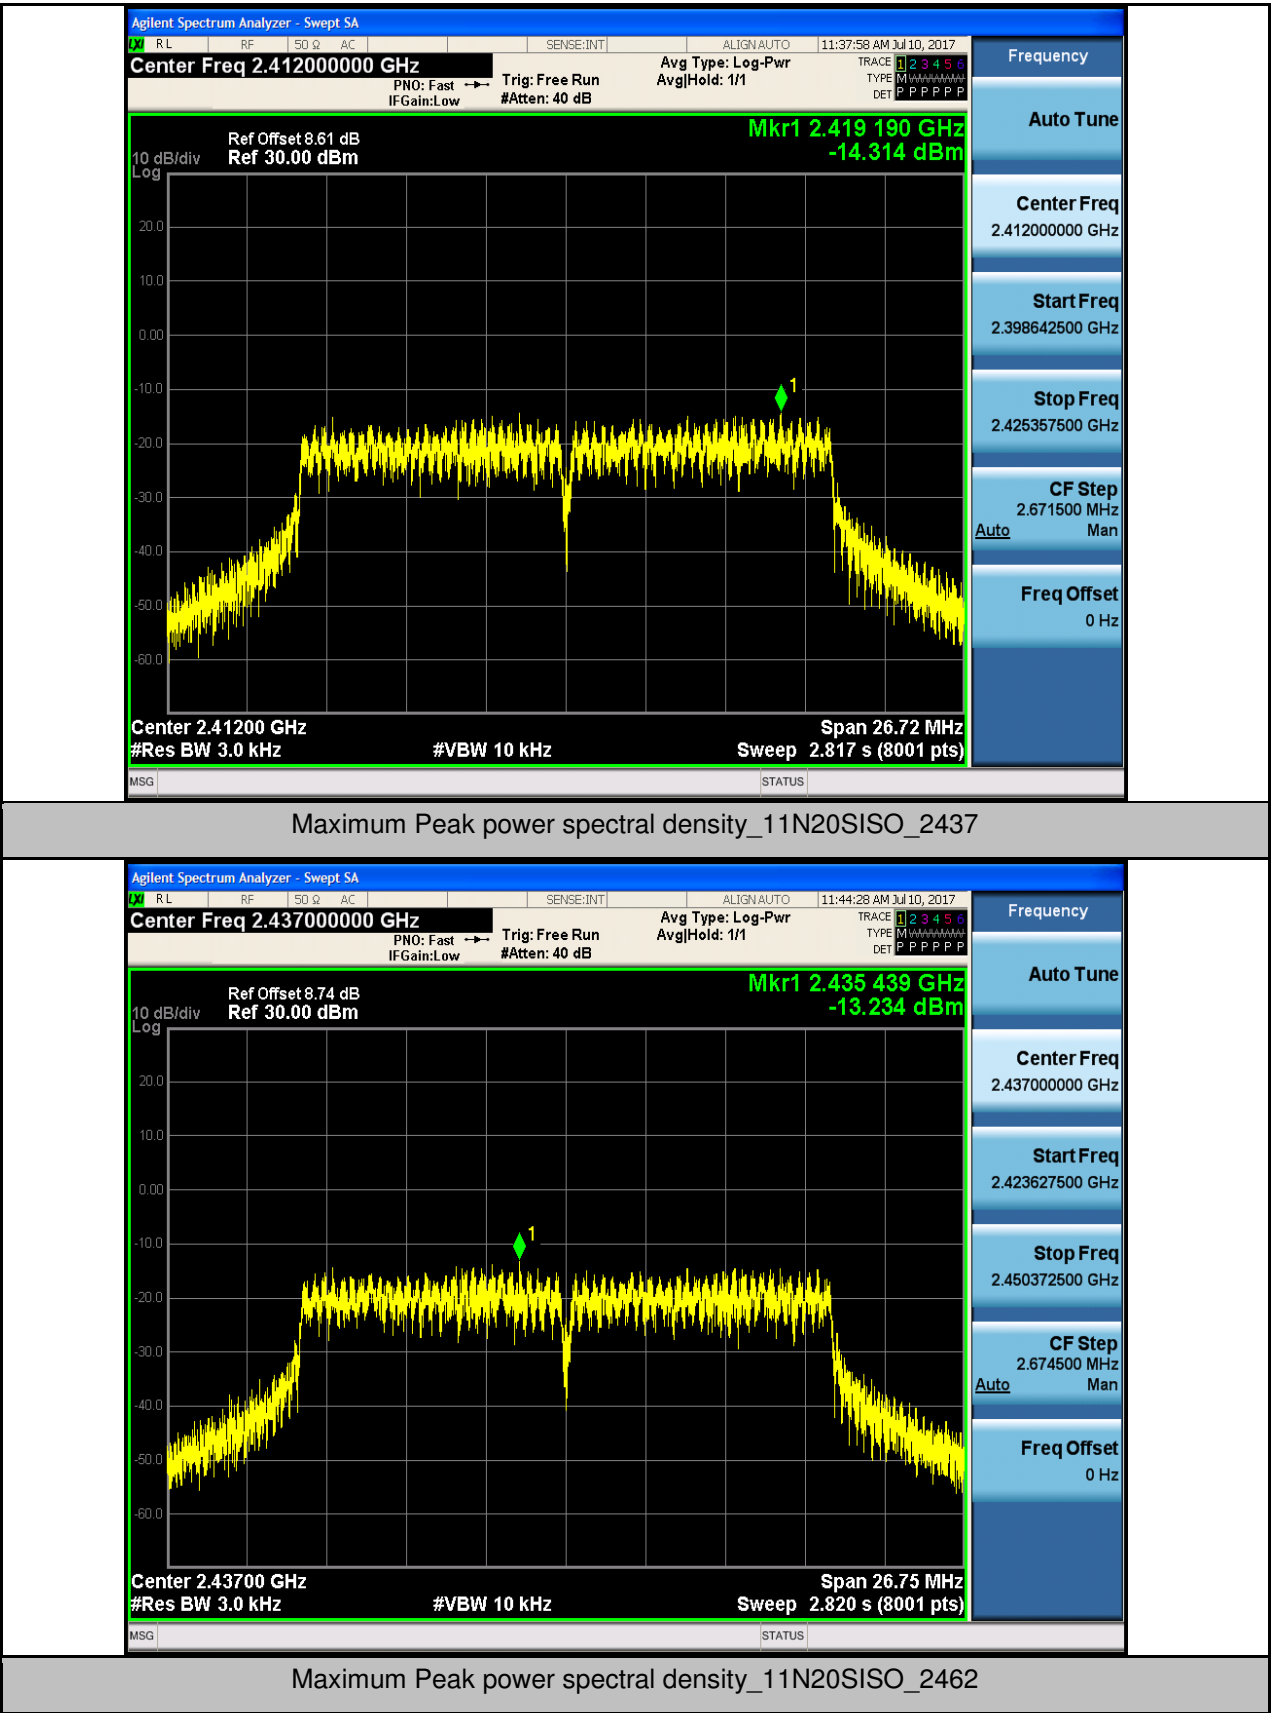 Agilent Spectrum Analyzer - Swept SA
LXI RL RF 50 Ω AC SENSE:INT ALIGN AUTO 11:37:58 AM Jul 10, 2017
Center Freq 2.412000000 GHz
PNO: Fast
IFGain:Low
Trig: Free Run
#Atten: 40 dB
Avg Type: Log-Pwr
Avg|Hold: 1/1
TRACE 1 2 3 4 5 6
TYPE M W W W W W
DET P P P P P P
Mkr1 2.419 190 GHz
-14.314 dBm
Ref Offset 8.61 dB
10 dB/div Ref 30.00 dBm
Log
20.0
10.0
0.00
-10.0
-20.0
-30.0
-40.0
-50.0
-60.0
1
Center 2.41200 GHz Span 26.72 MHz
#Res BW 3.0 kHz #VBW 10 kHz Sweep 2.817 s (8001 pts)
MSG STATUS
Frequency
Auto Tune
Center Freq
2.412000000 GHz
Start Freq
2.398642500 GHz
Stop Freq
2.425357500 GHz
CF Step
2.671500 MHz
Auto Man
Freq Offset
0 Hz
Maximum Peak power spectral density_11N20SISO_2437
Agilent Spectrum Analyzer - Swept SA
LXI RL RF 50 Ω AC SENSE:INT ALIGN AUTO 11:44:28 AM Jul 10, 2017
Center Freq 2.437000000 GHz
PNO: Fast
IFGain:Low
Trig: Free Run
#Atten: 40 dB
Avg Type: Log-Pwr
Avg|Hold: 1/1
TRACE 1 2 3 4 5 6
TYPE M W W W W W
DET P P P P P P
Mkr1 2.435 439 GHz
-13.234 dBm
Ref Offset 8.74 dB
10 dB/div Ref 30.00 dBm
Log
20.0
10.0
0.00
-10.0
-20.0
-30.0
-40.0
-50.0
-60.0
1
Center 2.43700 GHz Span 26.75 MHz
#Res BW 3.0 kHz #VBW 10 kHz Sweep 2.820 s (8001 pts)
MSG STATUS
Frequency
Auto Tune
Center Freq
2.437000000 GHz
Start Freq
2.423627500 GHz
Stop Freq
2.450372500 GHz
CF Step
2.674500 MHz
Auto Man
Freq Offset
0 Hz
Maximum Peak power spectral density_11N20SISO_2462